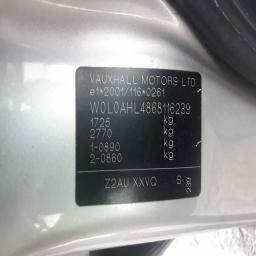 VAUXHALL MOTORS LTD
e1*2001/116*0261
W0L0AHL4868116239
1725 kg
2770 kg
1-0890 kg
2-0860 kg
Z2AU XXVQ S
239